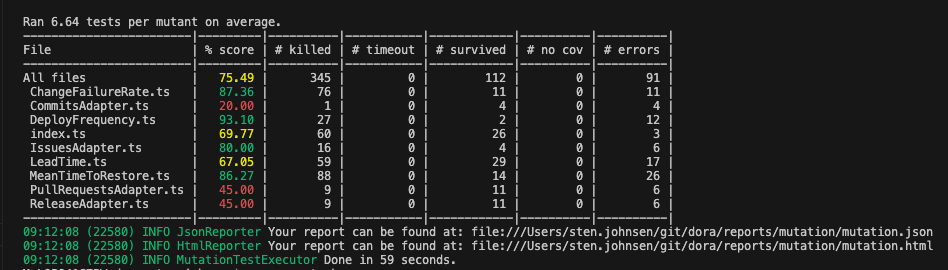 Ran 6.64 tests per mutant on average.
File | % score | # killed | # timeout | # survived | # no cov | # errors |
All files | 75.49 | 345 | 0 | 112 | 0 | 91 |
ChangeFailureRate.ts | 87.36 | 76 | 0 | 11 | 0 | 11 |
CommitsAdapter.ts | 20.00 | 1 | 0 | 4 | 0 | 4 |
DeployFrequency.ts | 93.10 | 27 | 0 | 2 | 0 | 12 |
index.ts | 69.77 | 60 | 0 | 26 | 0 | 3 |
IssuesAdapter.ts | 80.00 | 16 | 0 | 4 | 0 | 6 |
LeadTime.ts | 67.05 | 59 | 0 | 29 | 0 | 17 |
MeanTimeToRestore.ts | 86.27 | 88 | 0 | 14 | 0 | 26 |
PullRequestsAdapter.ts | 45.00 | 9 | 0 | 11 | 0 | 6 |
ReleaseAdapter.ts | 45.00 | 9 | 0 | 11 | 0 | 6 |
09:12:08 (22580) INFO JsonReporter Your report can be found at: file:///Users/sten.johnsen/git/dora/reports/mutation/mutation.json
09:12:08 (22580) INFO HtmlReporter Your report can be found at: file:///Users/sten.johnsen/git/dora/reports/mutation/mutation.html
09:12:08 (22580) INFO MutationTestExecutor Done in 59 seconds.